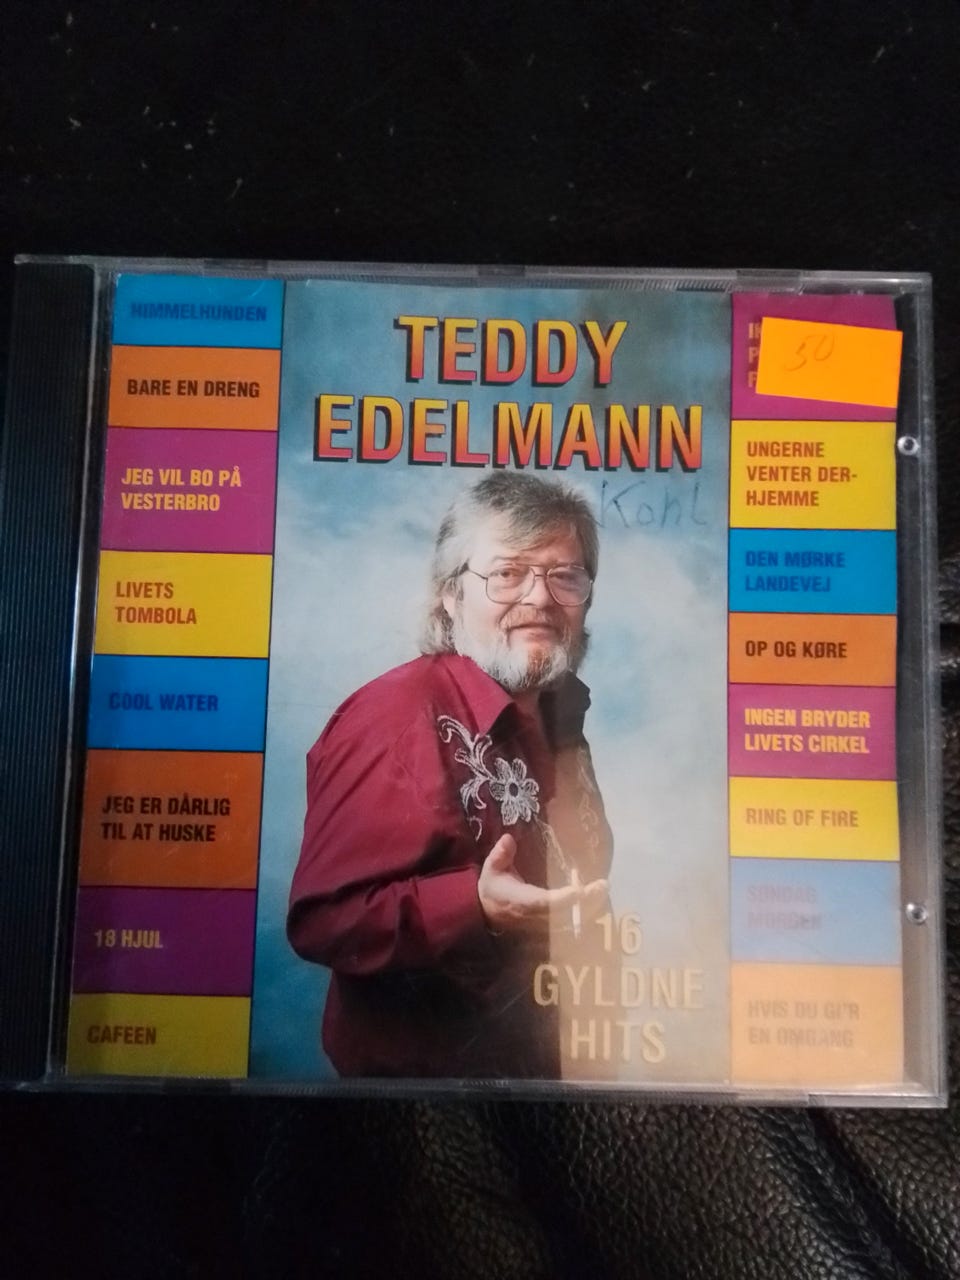 TEDDY
EDELMANN
Kohl
HIMMELHUNDEN
BARE EN DRENG
JEG VIL BO PÅ
VESTERBRO
LIVETS
TOMBOLA
COOL WATER
JEG ER DÅRLIG
TIL AT HUSKE
18 HJUL
CAFEEN
50
UNGERNE
VENTER DER-
HJEMME
DEN MØRKE
LANDEVEJ
OP OG KØRE
INGEN BRYDER
LIVETS CIRKEL
RING OF FIRE
SØNDAG
MORGEN
HVIS DU GI'R
EN OMGANG
16
GYLDNE
HITS